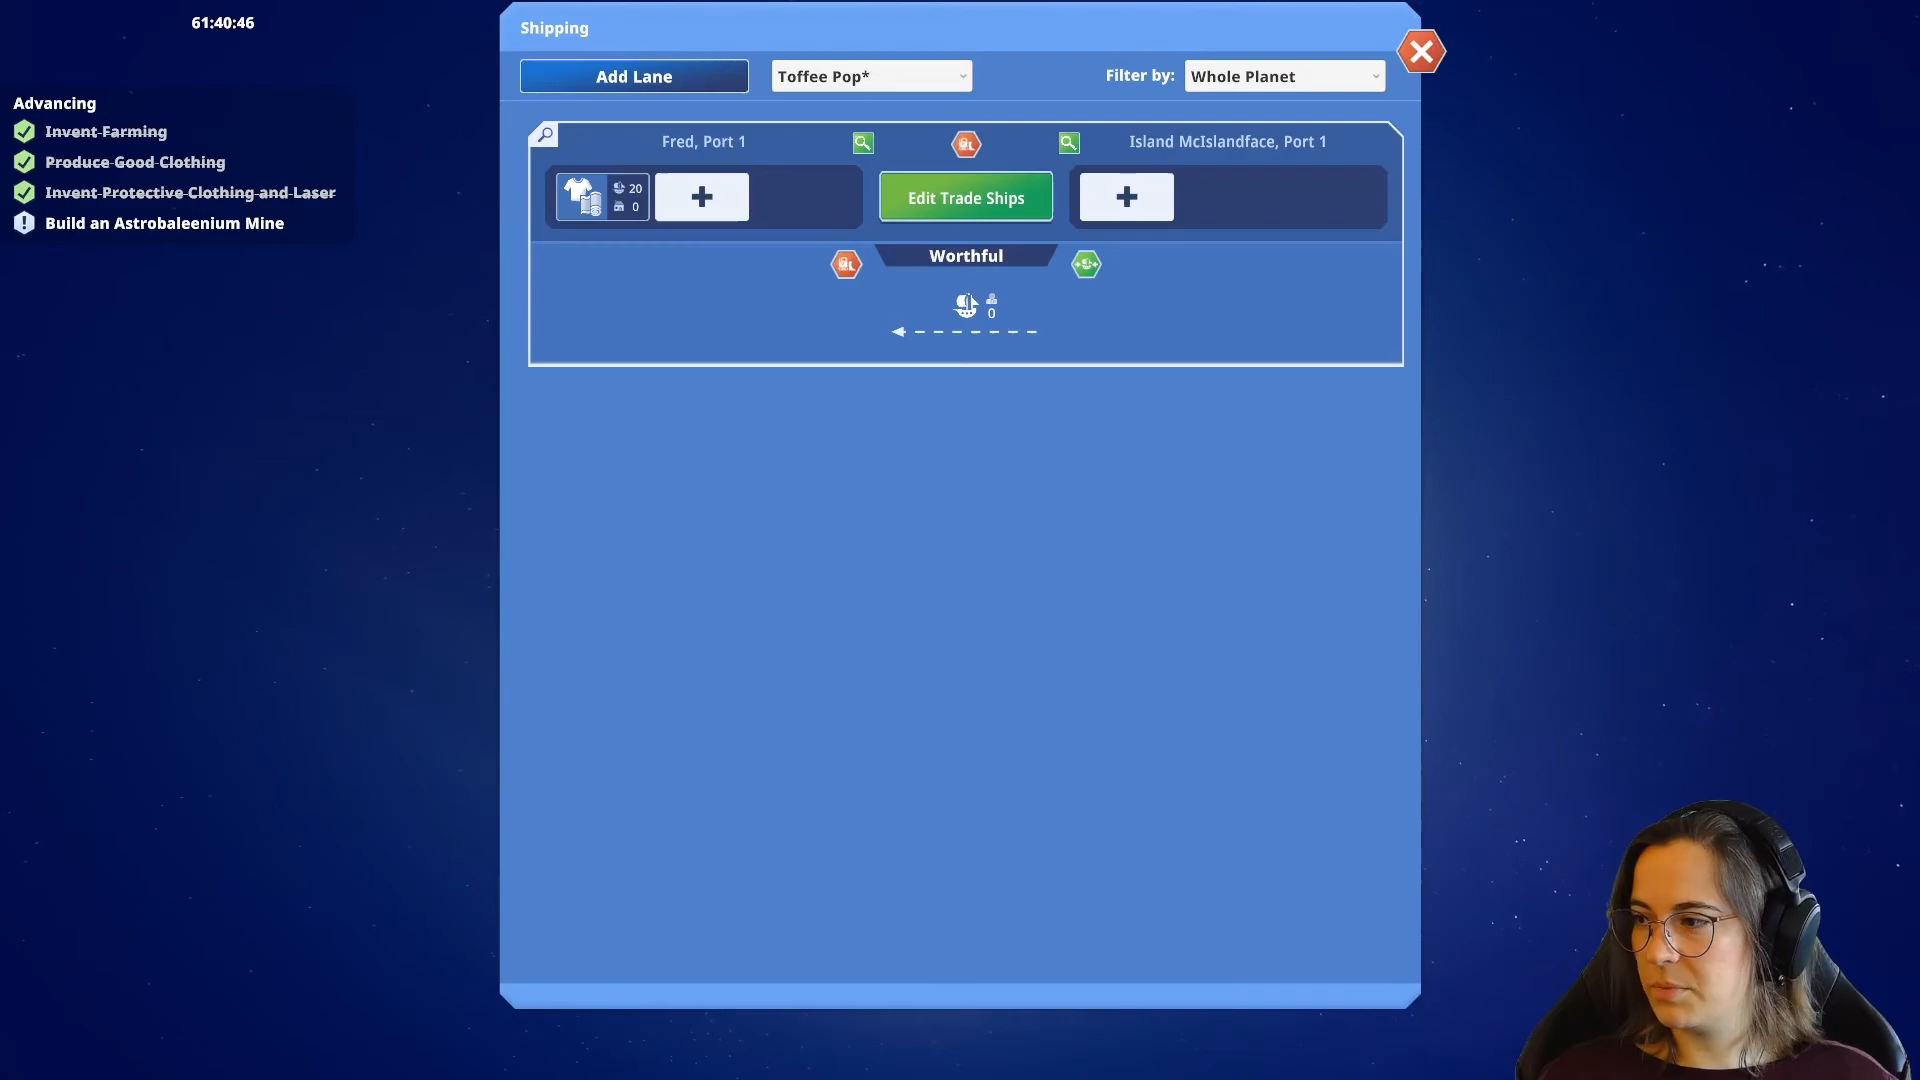 61:40:46
Advancing
Invent Farming
Produce Good Clothing
Invent Protective Clothing and Laser
Build an Astrobaleenium Mine
Shipping
Add Lane
Toffee Pop*
Filter by:
Whole Planet
Fred, Port 1
Island McIslandface, Port 1
20
0
Edit Trade Ships
Worthful
0